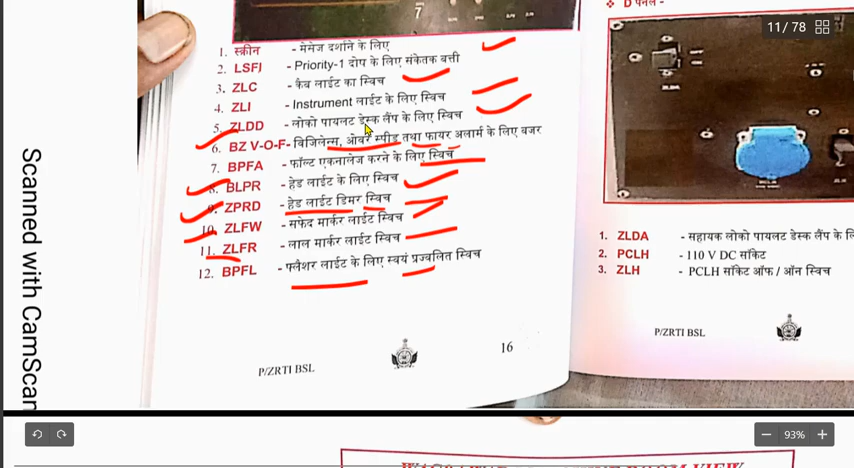 ❖ D पेनल -
11 / 78
7
1. स्क्रीन - मेसेज दर्शाने के लिए
2. LSFI - Priority-1 दोप के लिए संकेतक बत्ती
3. ZLC - कैब लाईट का स्विच
4. ZLI - Instrument लाईट के लिए स्विच
5. ZLDD - लोको पायलट डेस्क लैंप के लिए स्विच
6. BZ V-O-F- विजिलेन्स, ओवर स्पीड तथा फायर अलार्म के लिए बजर
7. BPFA - फॉल्ट एकनालेज करने के लिए स्विच
8. BLPR - हेड लाईट के लिए स्विच
9. ZPRD - हेड लाईट डिमर स्विच
10. ZLFW - सफेद मार्कर लाईट स्विच
11. ZLFR - लाल मार्कर लाईट स्विच
12. BPFL - फ्लैशर लाईट के लिए स्वयं प्रज्वलित स्विच
16
P/ZRTI BSL
1. ZLDA - सहायक लोको पायलट डेस्क लैंप के
2. PCLH - 110 V DC सॉकेट
3. ZLH - PCLH सॉकेट ऑफ / ऑन स्विच
P/ZRTI BSL
Scanned with CamScan
93%